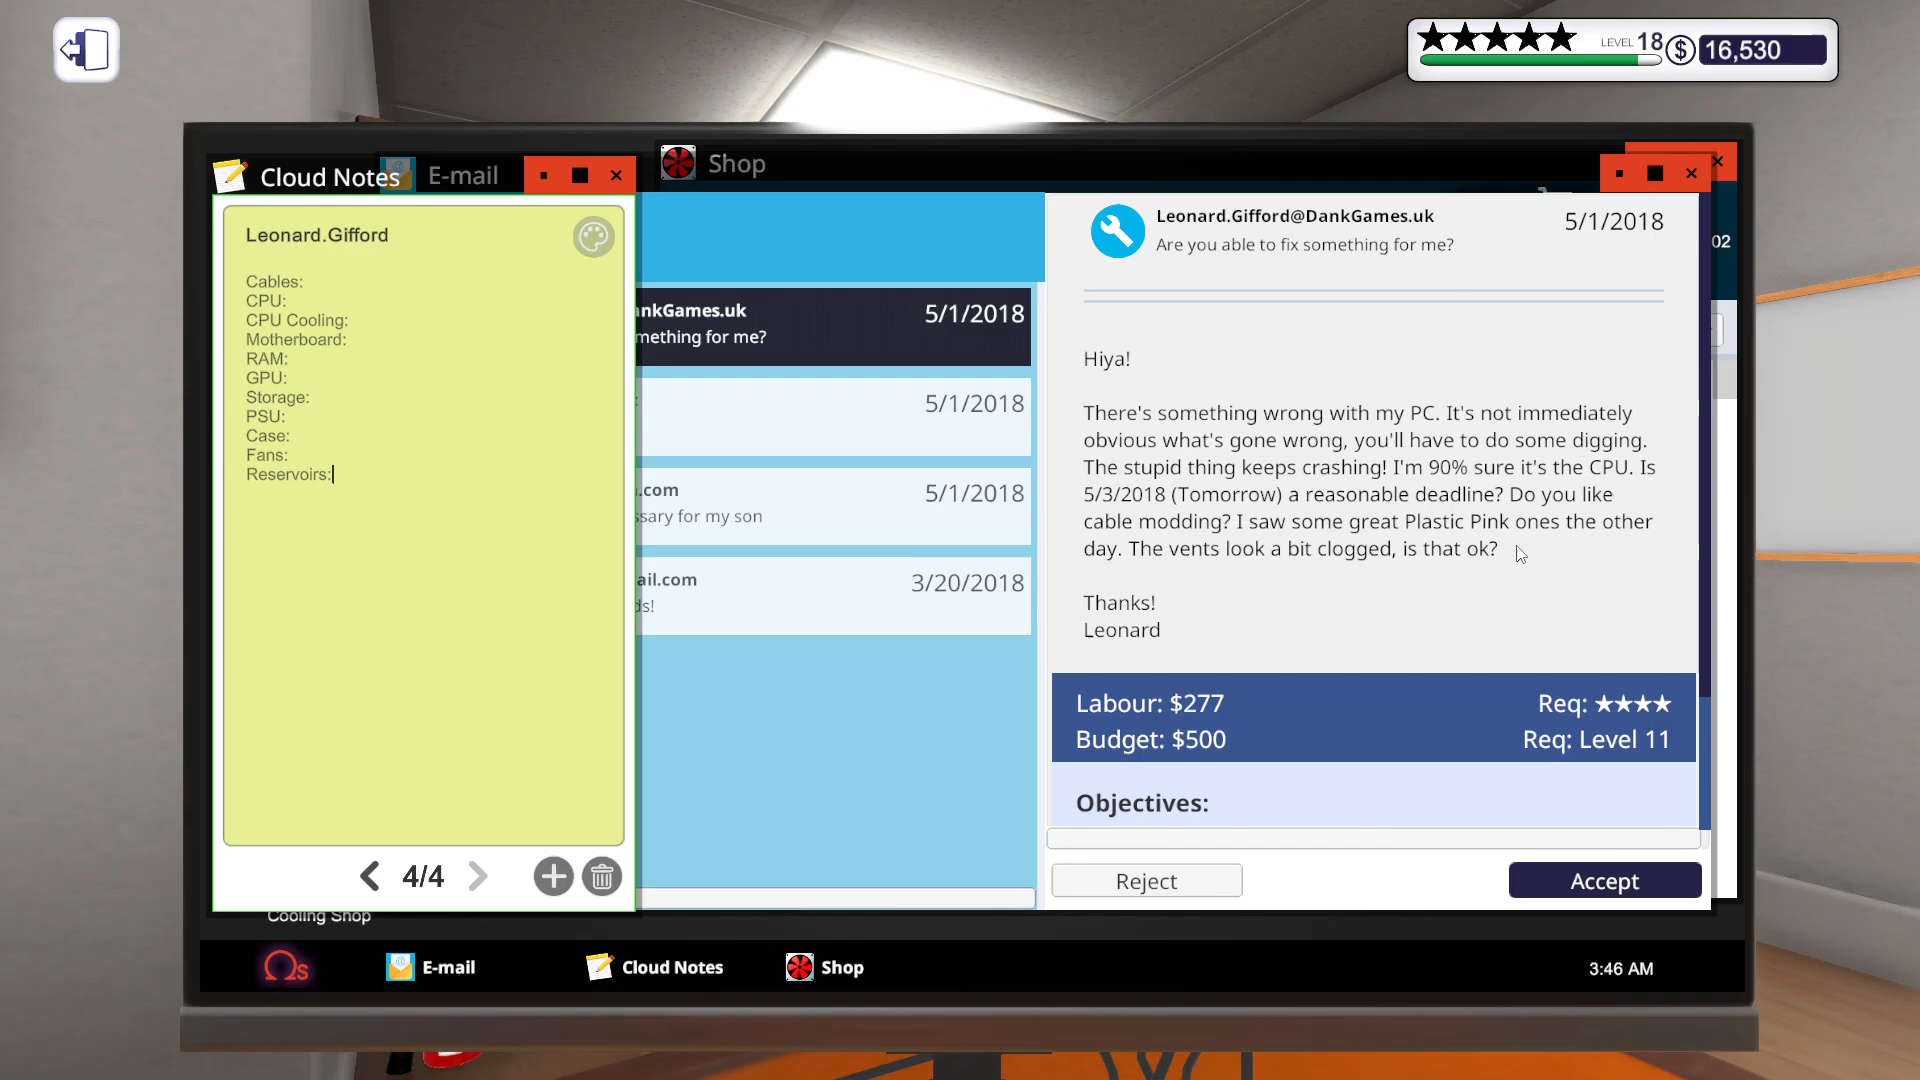 LEVEL 18
$ 16,530
Cloud Notes
E-mail
Shop
Leonard.Gifford
Cables:
CPU:
CPU Cooling:
Motherboard:
RAM:
GPU:
Storage:
PSU:
Case:
Fans:
Reservoirs:
4/4
Cooling Shop
ankGames.uk
5/1/2018
mething for me?
5/1/2018
.com
5/1/2018
ssary for my son
ail.com
3/20/2018
ds!
Leonard.Gifford@DankGames.uk
5/1/2018
Are you able to fix something for me?
02
Hiya!
There's something wrong with my PC. It's not immediately
obvious what's gone wrong, you'll have to do some digging.
The stupid thing keeps crashing! I'm 90% sure it's the CPU. Is
5/3/2018 (Tomorrow) a reasonable deadline? Do you like
cable modding? I saw some great Plastic Pink ones the other
day. The vents look a bit clogged, is that ok?
Thanks!
Leonard
Labour: $277
Req: ★★★★
Budget: $500
Req: Level 11
Objectives:
Reject
Accept
Ωs
E-mail
Cloud Notes
Shop
3:46 AM